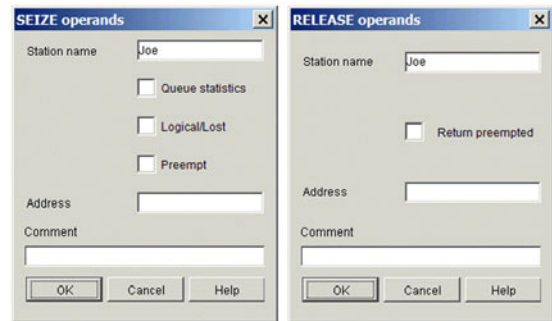 SEIZE operands
Station name Joe
Queue statistics
Logical/Lost
Preempt
Address
Comment
OK Cancel Help
RELEASE operands
Station name Joe
Return preempted
Address
Comment
OK Cancel Help